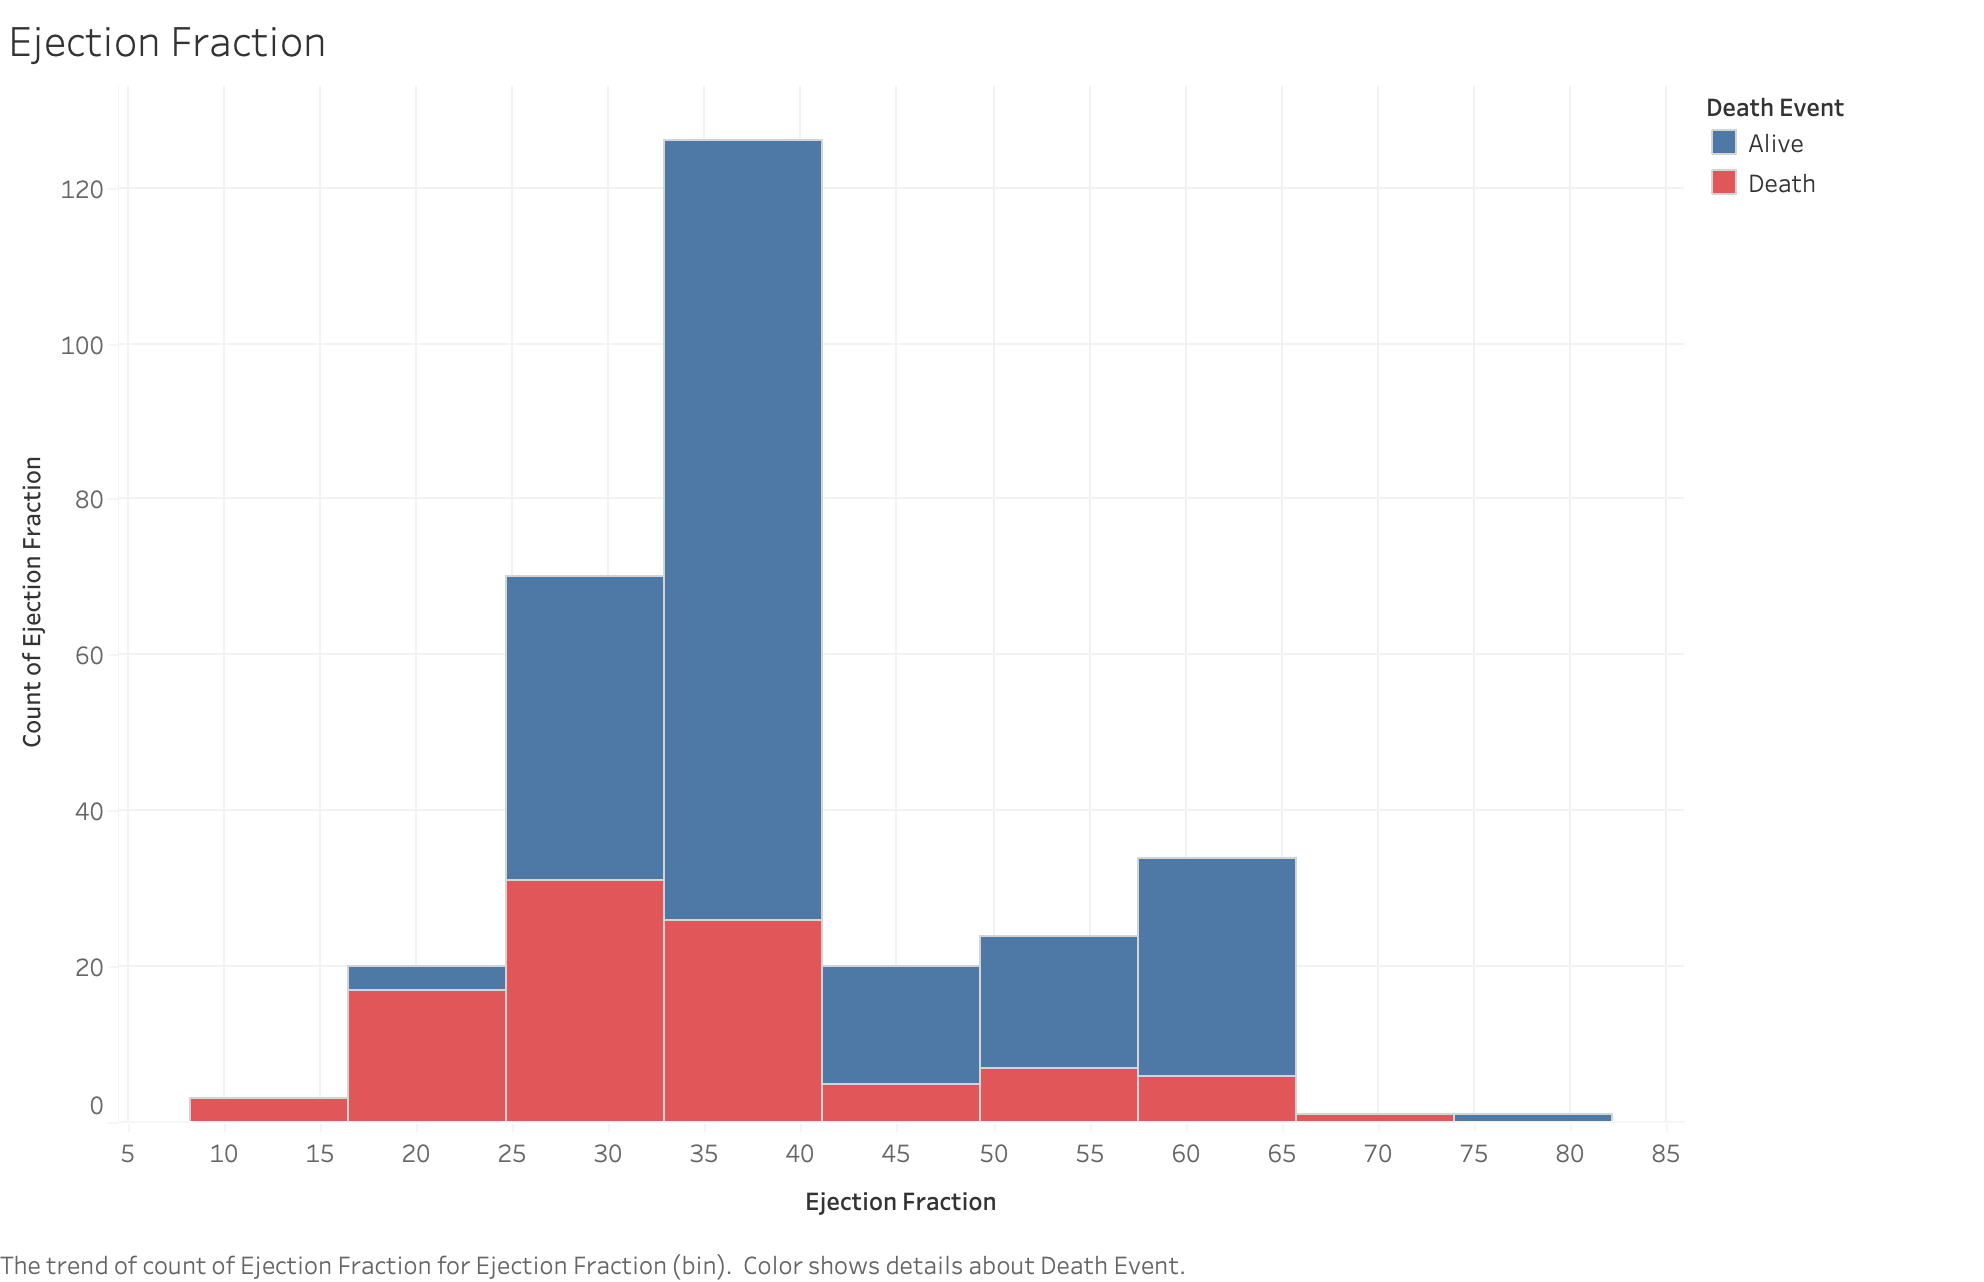 Ejection Fraction
Death Event
Alive
Death
120
100
80
60
40
20
0
Count of Ejection Fraction
5 10 15 20 25 30 35 40 45 50 55 60 65 70 75 80 85
Ejection Fraction
The trend of count of Ejection Fraction for Ejection Fraction (bin).  Color shows details about Death Event.